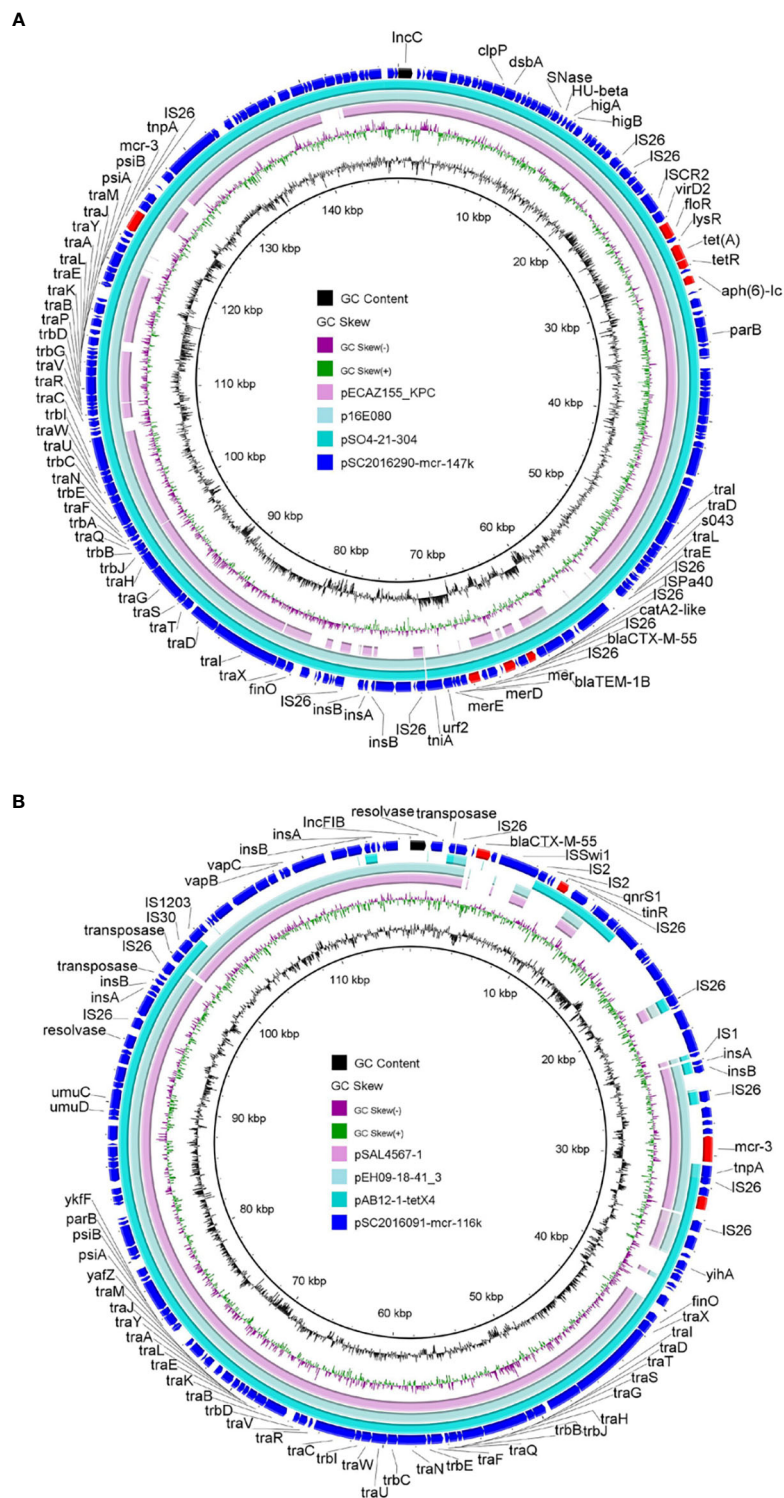 A
IncC
clpP
dsbA
SNase
HU-beta
higA
higB
IS26
IS26
ISCR2
virD2
floR
lysR
tet(A)
tetR
aph(6)-Ic
parB
traI
traD
s043
traL
traE
IS26
ISPa40
IS26
catA2-like
IS26
blaCTX-M-55
IS26
blaTEM-1B
mer
merD
merE
urf2
tniA
IS26
insB
insA
insB
IS26
finO
traX
traI
traD
traT
traS
traG
traH
trbJ
trbB
traQ
trbA
traF
trbE
traN
trbC
traU
traW
trbI
traC
traR
traV
trbG
trbD
traP
traB
traK
traE
traL
traA
traY
traJ
traM
psiA
psiB
mcr-3
tnpA
IS26
10 kbp
20 kbp
30 kbp
40 kbp
50 kbp
60 kbp
70 kbp
80 kbp
90 kbp
100 kbp
110 kbp
120 kbp
130 kbp
140 kbp
GC Content
GC Skew
GC Skew(-)
GC Skew(+)
pECAZ155_KPC
p16E080
pSO4-21-304
pSC2016290-mcr-147k
B
IncFIB
resolvase
transposase
IS26
blaCTX-M-55
ISSwi1
IS2
IS2
qnrS1
tinR
IS26
IS26
IS1
insA
insB
IS26
mcr-3
tnpA
IS26
IS26
yihA
finO
traX
traI
traD
traT
traS
traG
traH
trbJ
trbB
traQ
traF
trbE
traN
trbC
traU
traW
trbI
traC
traR
traV
trbD
traB
traK
traE
traL
traA
traY
traJ
traM
yafZ
psiA
psiB
parB
ykfF
umuD
umuC
resolvase
IS26
insA
insB
transposase
IS26
transposase
IS30
IS1203
vapB
vapC
insB
insA
10 kbp
20 kbp
30 kbp
40 kbp
50 kbp
60 kbp
70 kbp
80 kbp
90 kbp
100 kbp
110 kbp
GC Content
GC Skew
GC Skew(-)
GC Skew(+)
pSAL4567-1
pEH09-18-41_3
pAB12-1-tetX4
pSC2016091-mcr-116k